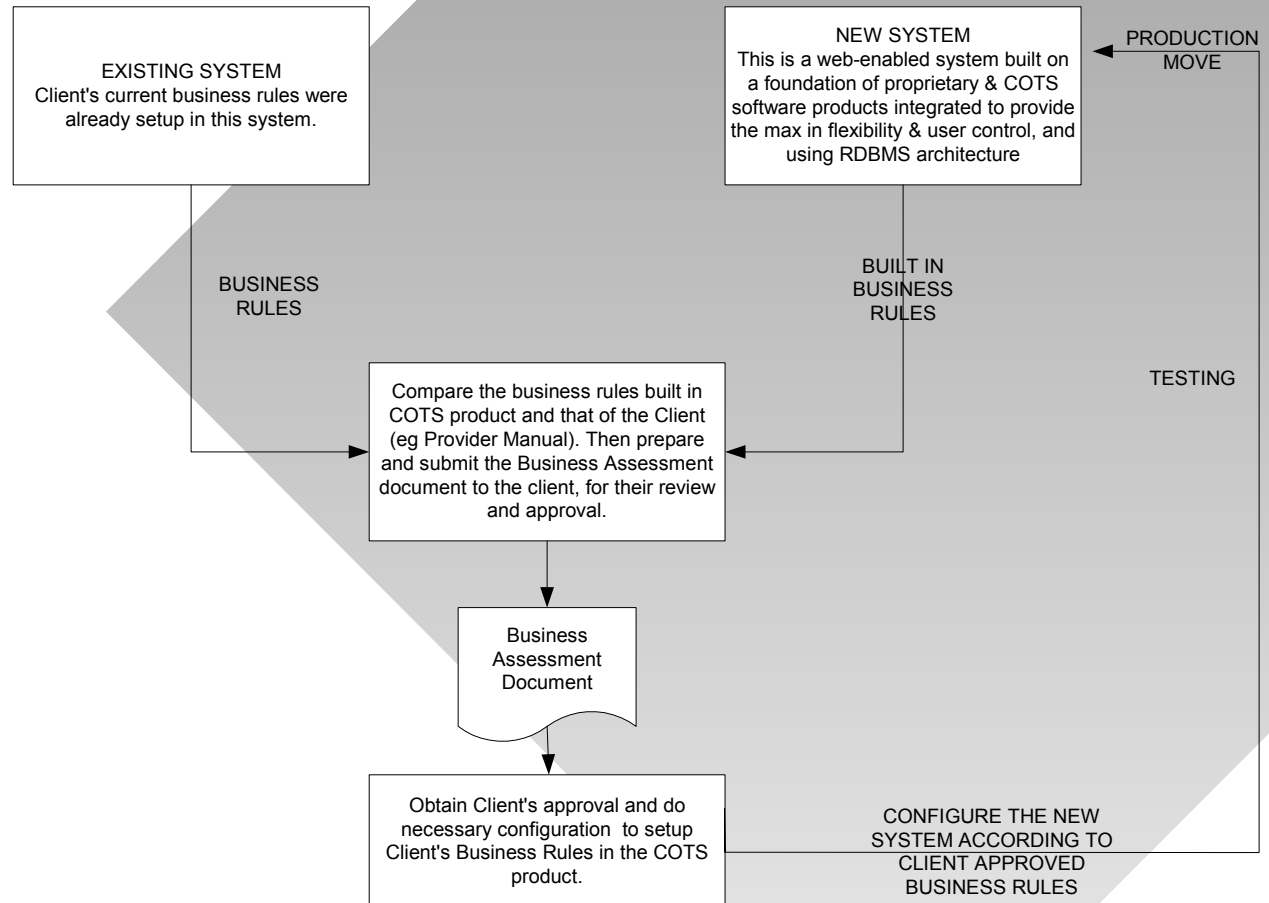 EXISTING SYSTEM
Client's current business rules were
already setup in this system.
NEW SYSTEM
This is a web-enabled system built on
a foundation of proprietary & COTS
software products integrated to provide
the max in flexibility & user control, and
using RDBMS architecture
PRODUCTION
MOVE
BUSINESS
RULES
BUILT IN
BUSINESS
RULES
TESTING
Compare the business rules built in
COTS product and that of the Client
(eg Provider Manual). Then prepare
and submit the Business Assessment
document to the client, for their review
and approval.
Business
Assessment
Document
Obtain Client's approval and do
necessary configuration to setup
Client's Business Rules in the COTS
product.
CONFIGURE THE NEW
SYSTEM ACCORDING TO
CLIENT APPROVED
BUSINESS RULES